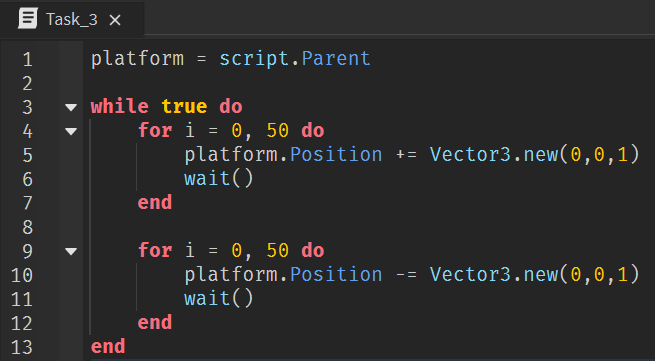 Task_3 ×
1 platform = script.Parent
2
3 while true do
4     for i = 0, 50 do
5         platform.Position += Vector3.new(0,0,1)
6         wait()
7     end
8
9     for i = 0, 50 do
10         platform.Position -= Vector3.new(0,0,1)
11         wait()
12     end
13 end